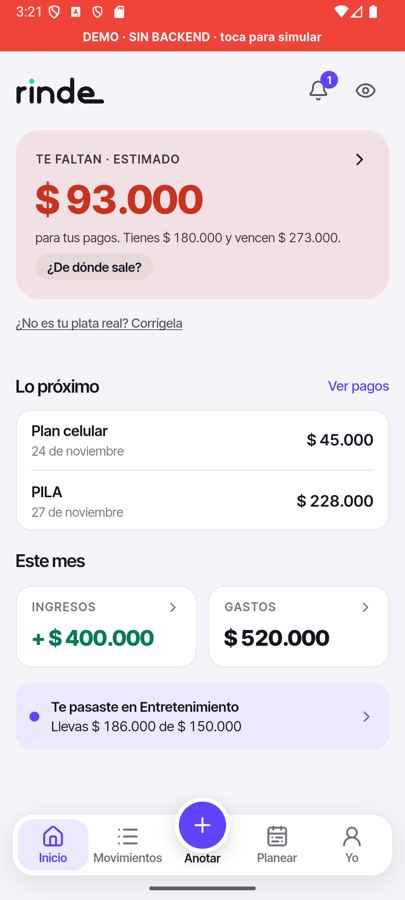 3:21
DEMO · SIN BACKEND · toca para simular
rinde
1
TE FALTAN · ESTIMADO
$ 93.000
para tus pagos. Tienes $ 180.000 y vencen $ 273.000.
¿De dónde sale?
¿No es tu plata real? Corrígela
Lo próximo
Ver pagos
Plan celular
24 de noviembre
$ 45.000
PILA
27 de noviembre
$ 228.000
Este mes
INGRESOS
+ $ 400.000
GASTOS
$ 520.000
Te pasaste en Entretenimiento
Llevas $ 186.000 de $ 150.000
Inicio
Movimientos
Anotar
Planear
Yo